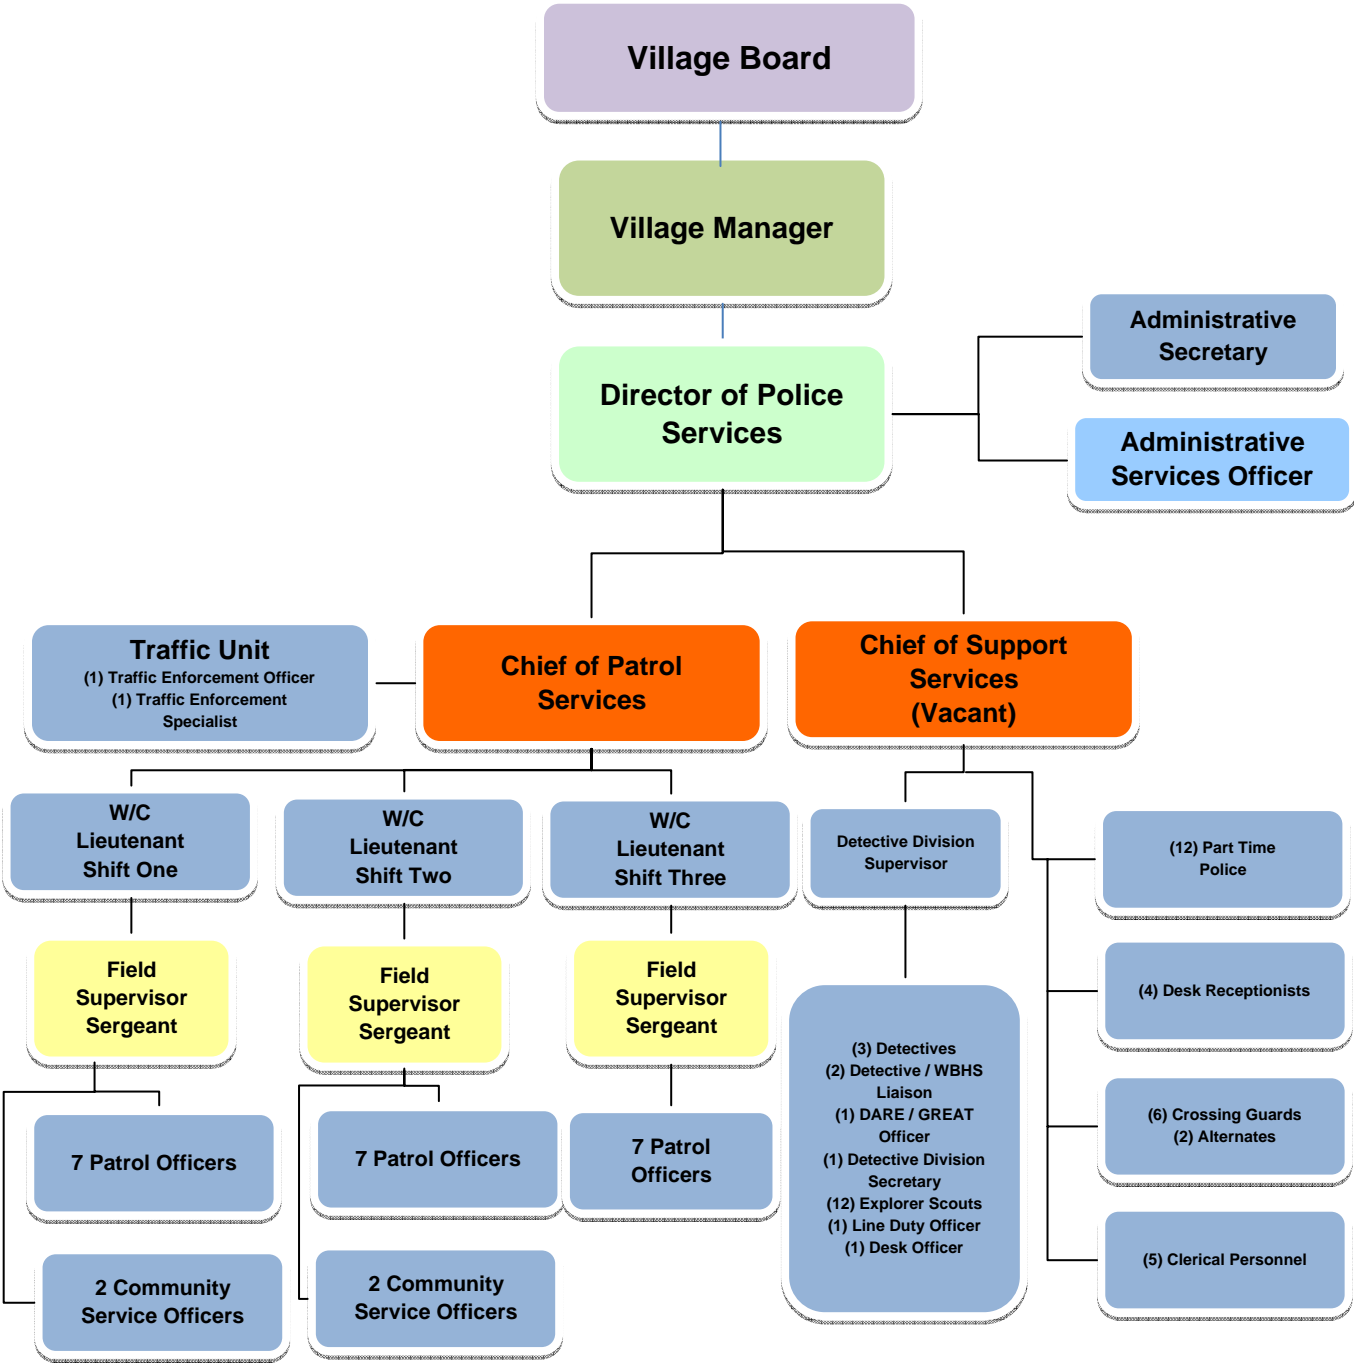 Village Board
Village Manager
Administrative
Secretary
Director of Police
Services
Administrative
Services Officer
Traffic Unit
(1) Traffic Enforcement Officer
(1) Traffic Enforcement
Specialist
Chief of Patrol
Services
Chief of Support
Services
(Vacant)
W/C
Lieutenant
Shift One
W/C
Lieutenant
Shift Two
W/C
Lieutenant
Shift Three
Detective Division
Supervisor
(12) Part Time
Police
Field
Supervisor
Sergeant
Field
Supervisor
Sergeant
Field
Supervisor
Sergeant
(4) Desk Receptionists
(3) Detectives
(2) Detective / WBHS
Liaison
(1) DARE / GREAT
Officer
(1) Detective Division
Secretary
(12) Explorer Scouts
(1) Line Duty Officer
(1) Desk Officer
(6) Crossing Guards
(2) Alternates
7 Patrol Officers
7 Patrol Officers
7 Patrol
Officers
2 Community
Service Officers
2 Community
Service Officers
(5) Clerical Personnel